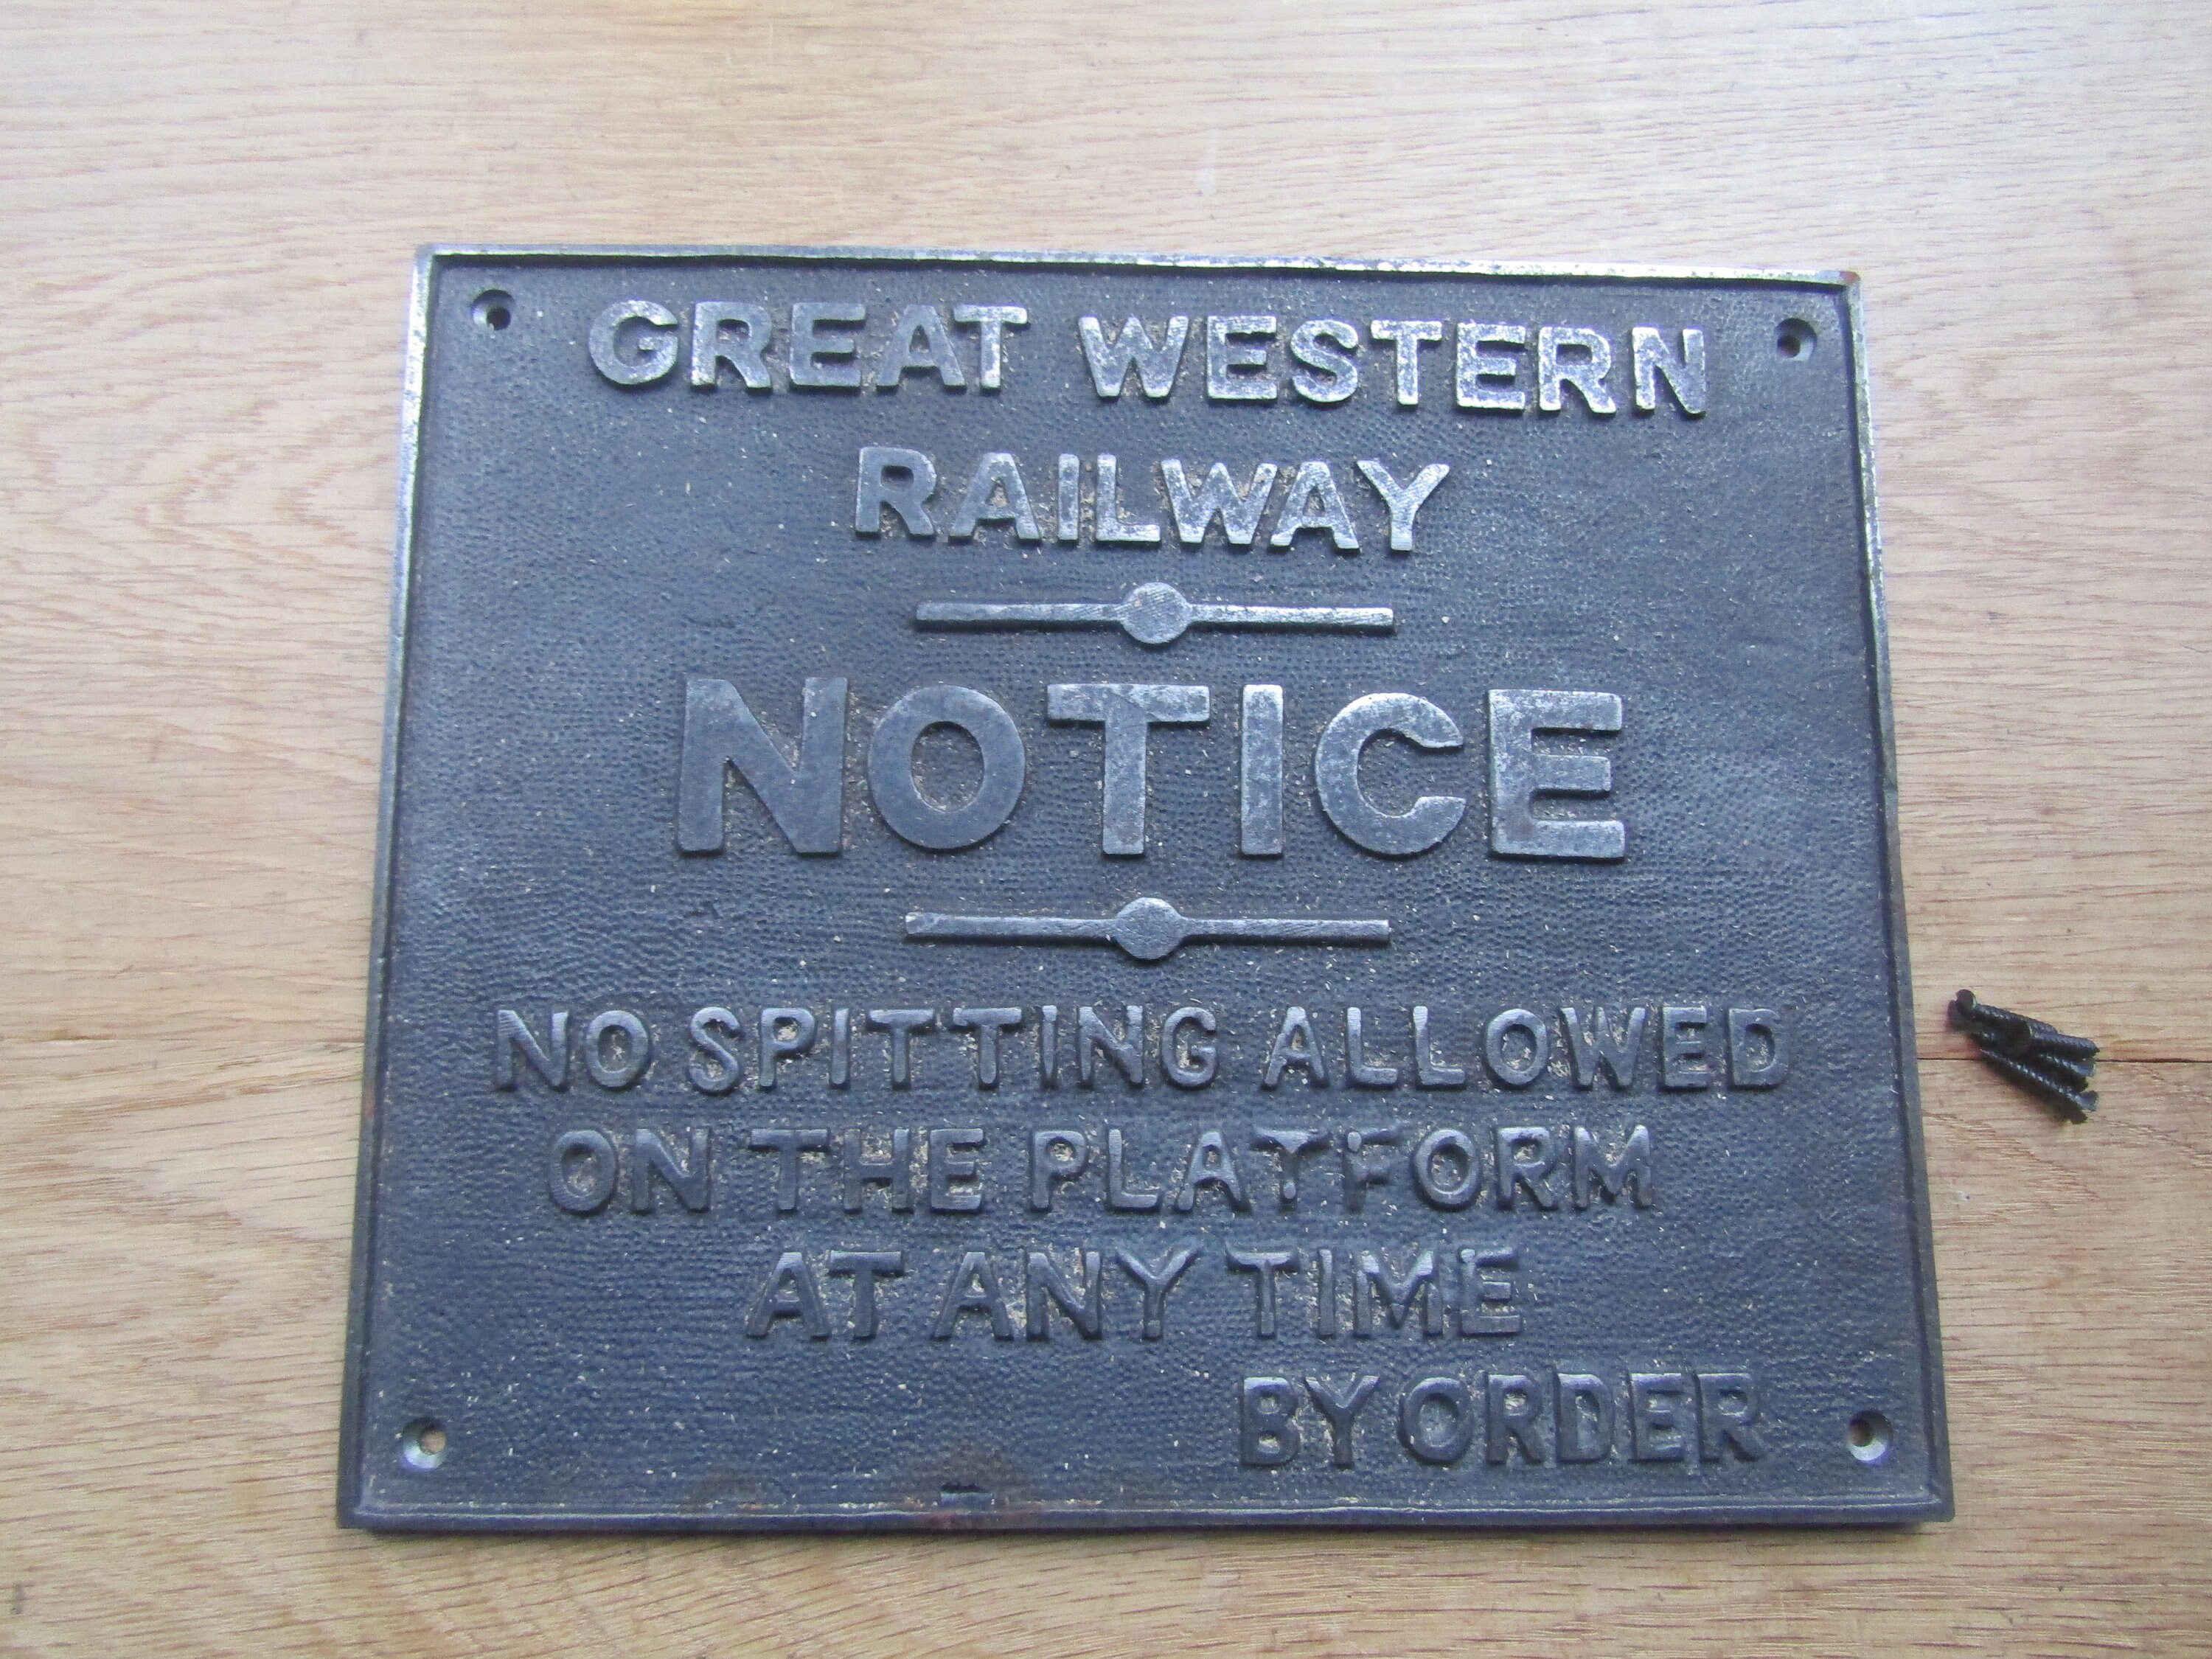 GREAT WESTERN
RAILWAY
NOTICE
NO SPITTING ALLOWED
ON THE PLATFORM
AT ANY TIME
BY ORDER